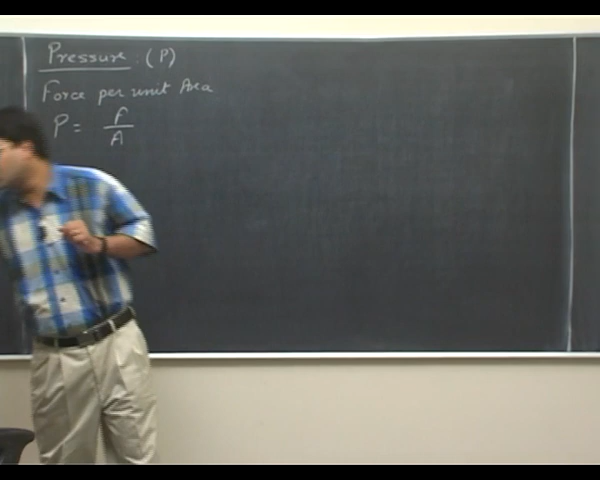 Pressure : (P)
Force per unit Area
P = F/A